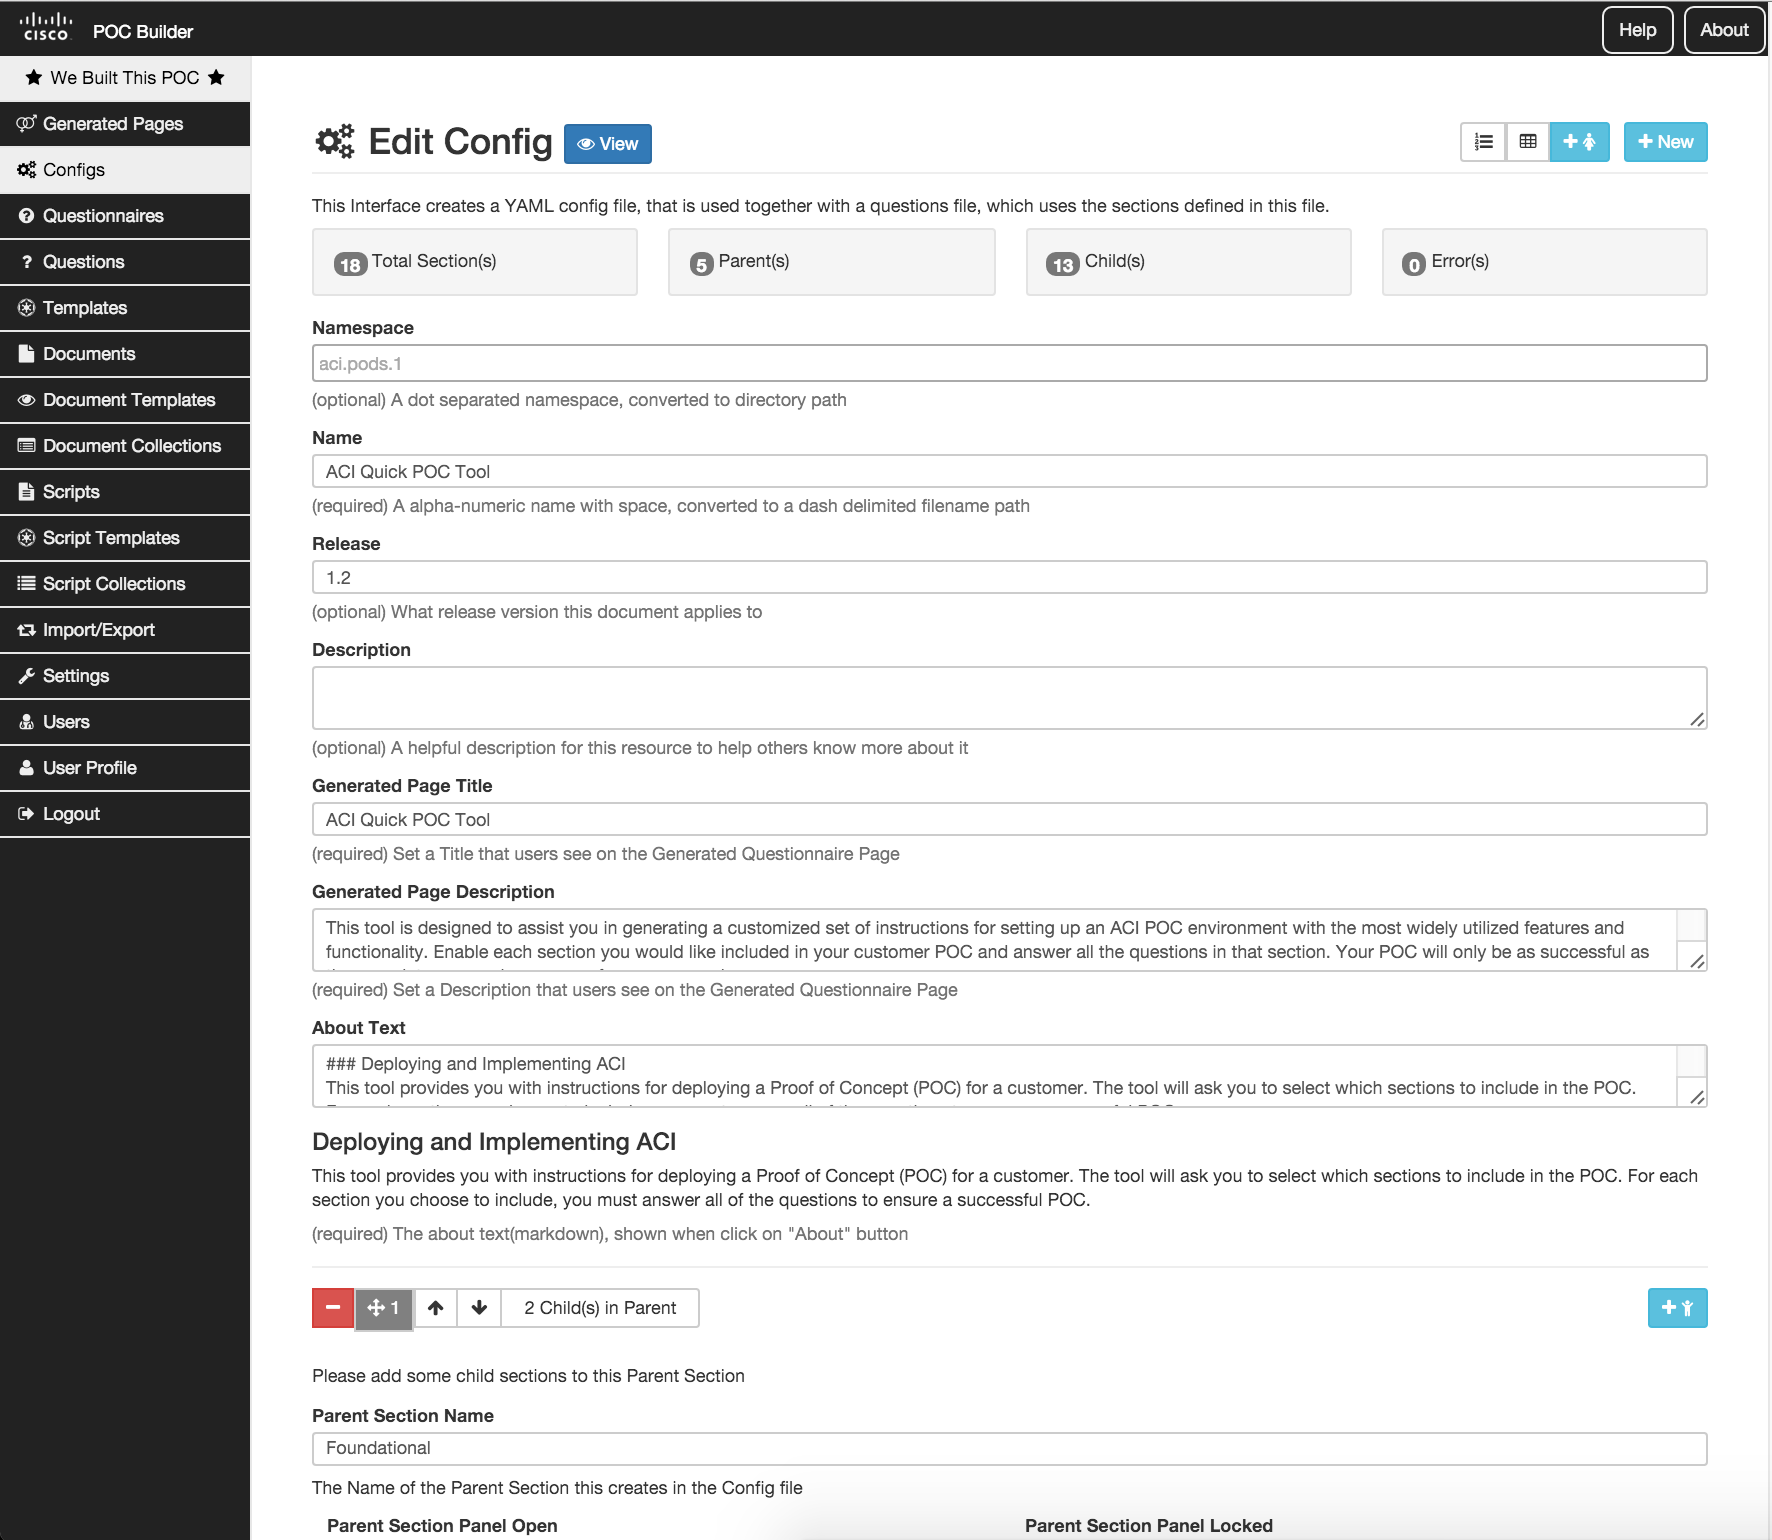 cisco POC Builder Help About
★ We Built This POC ★
Generated Pages
Configs
Questionnaires
? Questions
Templates
Documents
Document Templates
Document Collections
Scripts
Script Templates
Script Collections
Import/Export
Settings
Users
User Profile
Logout
Edit Config View + + New
This Interface creates a YAML config file, that is used together with a questions file, which uses the sections defined in this file.
18 Total Section(s) 5 Parent(s) 13 Child(s) 0 Error(s)
Namespace
aci.pods.1
(optional) A dot separated namespace, converted to directory path
Name
ACI Quick POC Tool
(required) A alpha-numeric name with space, converted to a dash delimited filename path
Release
1.2
(optional) What release version this document applies to
Description
(optional) A helpful description for this resource to help others know more about it
Generated Page Title
ACI Quick POC Tool
(required) Set a Title that users see on the Generated Questionnaire Page
Generated Page Description
This tool is designed to assist you in generating a customized set of instructions for setting up an ACI POC environment with the most widely utilized features and
functionality. Enable each section you would like included in your customer POC and answer all the questions in that section. Your POC will only be as successful as
(required) Set a Description that users see on the Generated Questionnaire Page
About Text
### Deploying and Implementing ACI
This tool provides you with instructions for deploying a Proof of Concept (POC) for a customer. The tool will ask you to select which sections to include in the POC.
Deploying and Implementing ACI
This tool provides you with instructions for deploying a Proof of Concept (POC) for a customer. The tool will ask you to select which sections to include in the POC. For each
section you choose to include, you must answer all of the questions to ensure a successful POC.
(required) The about text(markdown), shown when click on "About" button
1 2 Child(s) in Parent +
Please add some child sections to this Parent Section
Parent Section Name
Foundational
The Name of the Parent Section this creates in the Config file
Parent Section Panel Open Parent Section Panel Locked